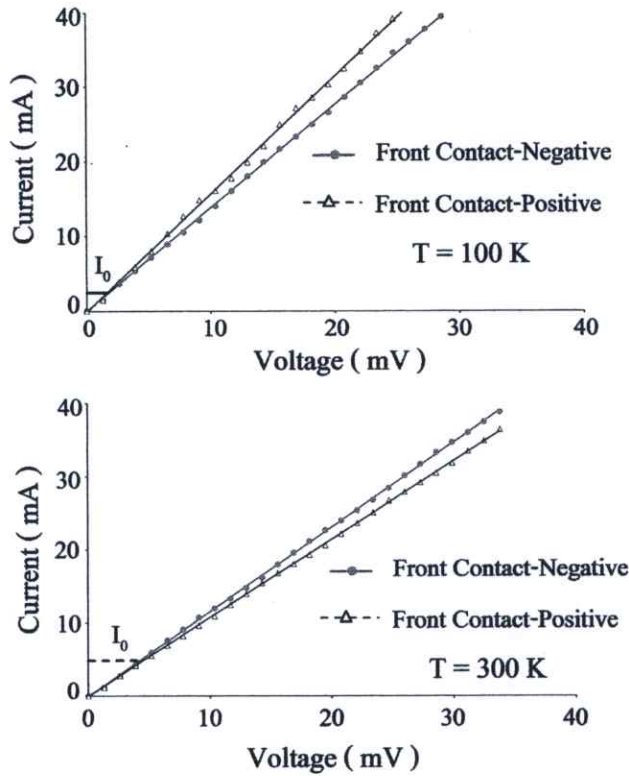 40
30
20
10
0
Current ( mA )
I0
Front Contact-Negative
Front Contact-Positive
T = 100 K
0
10
20
30
40
Voltage ( mV )
40
30
20
10
0
Current ( mA )
I0
Front Contact-Negative
Front Contact-Positive
T = 300 K
0
10
20
30
40
Voltage ( mV )